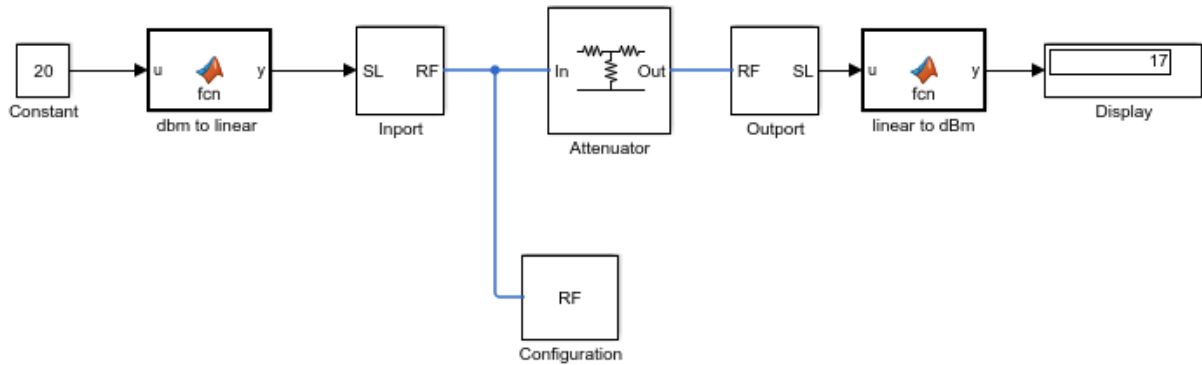 20
Constant
u
y
fcn
dbm to linear
SL
RF
Inport
In
Out
Attenuator
RF
SL
Outport
u
y
fcn
linear to dBm
17
Display
RF
Configuration